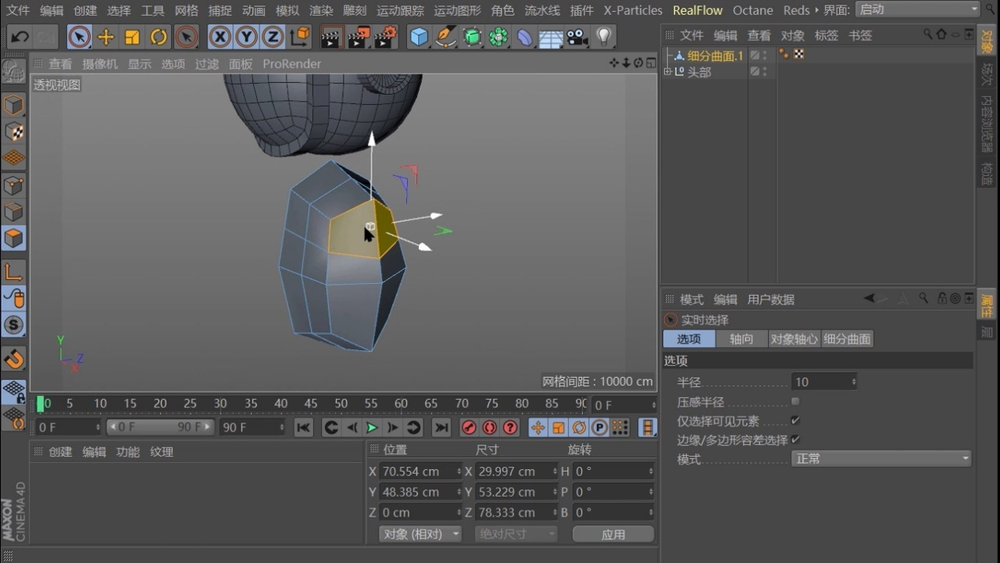 文件 编辑 创建 选择 工具 网格 捕捉 动画 模拟 渲染 雕刻 运动跟踪 运动图形 角色 流水线 插件 X-Particles RealFlow Octane Reds 界面: 启动
文件 编辑 查看 对象 标签 书签
查看 摄像机 显示 选项 过滤 面板 ProRender
透视视图
细分曲面.1
头部
X Y Z
Y
Z
X
网格间距 : 10000 cm
0 5 10 15 20 25 30 35 40 45 50 55 60 65 70 75 80 85 90 0 F
0 F 0 F 90 F 90 F
创建 编辑 功能 纹理
位置 尺寸 旋转
X 70.554 cm X 29.997 cm H 0 °
Y 48.385 cm Y 53.229 cm P 0 °
Z 0 cm Z 78.333 cm B 0 °
对象 (相对) 绝对尺寸 应用
模式 编辑 用户数据
实时选择
选项 轴向 对象轴心 细分曲面
选项
半径 10
压感半径
仅选择可见元素
边缘/多边形容差选择
模式 正常
对象
场次
内容浏览器
构造
属性
层
MAXON
CINEMA 4D